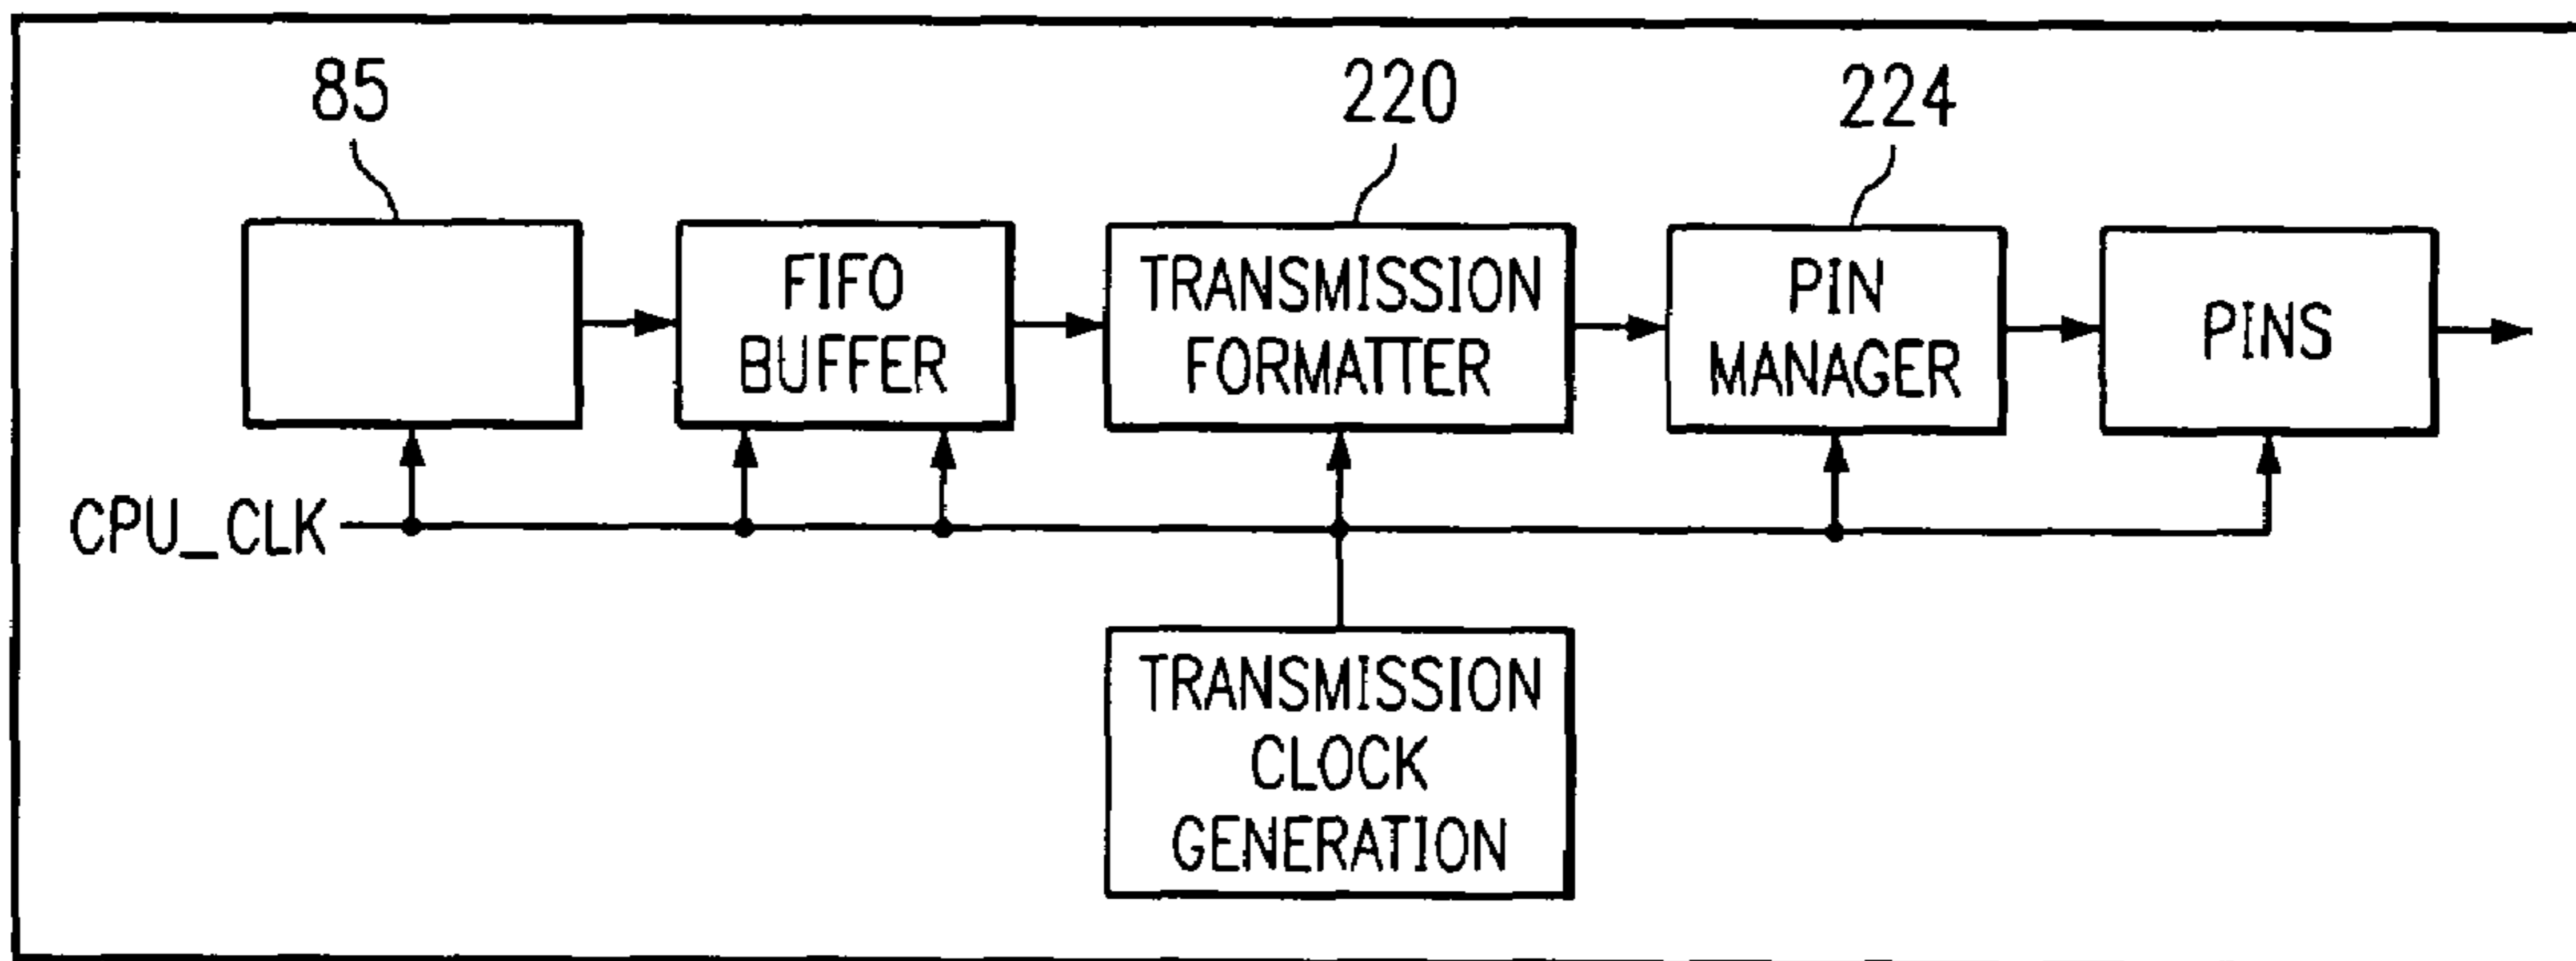 85
220
224
FIFO
BUFFER
TRANSMISSION
FORMATTER
PIN
MANAGER
PINS
CPU_CLK
TRANSMISSION
CLOCK
GENERATION